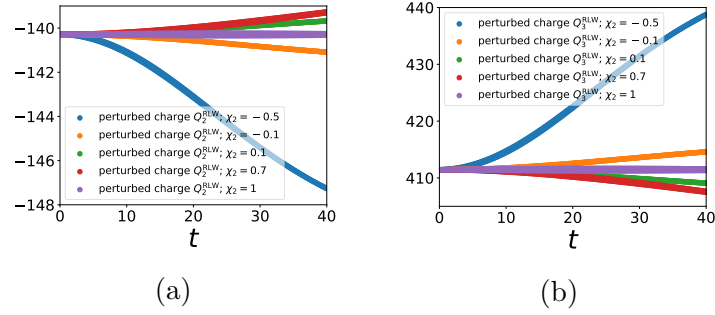 −140
−142
−144
−146
−148
perturbed charge Q₂^RLW; χ₂ = −0.5
perturbed charge Q₂^RLW; χ₂ = −0.1
perturbed charge Q₂^RLW; χ₂ = 0.1
perturbed charge Q₂^RLW; χ₂ = 0.7
perturbed charge Q₂^RLW; χ₂ = 1
0 10 20 30 40
t
(a)
440
430
420
410
perturbed charge Q₃^RLW; χ₂ = −0.5
perturbed charge Q₃^RLW; χ₂ = −0.1
perturbed charge Q₃^RLW; χ₂ = 0.1
perturbed charge Q₃^RLW; χ₂ = 0.7
perturbed charge Q₃^RLW; χ₂ = 1
0 10 20 30 40
t
(b)